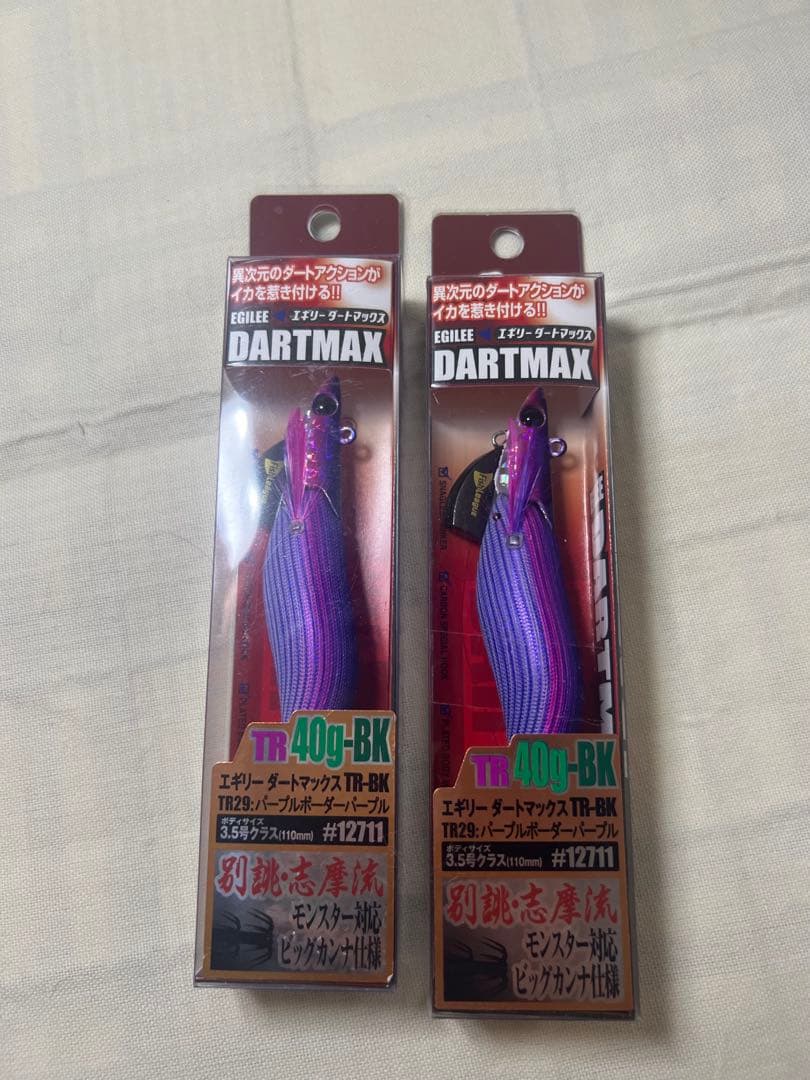 異次元のダートアクションが
イカを惹き付ける!!
EGILEE エギリーダートマックス
DARTMAX
Fish League
TR 40g-BK
エギリー ダートマックス TR-BK
TR29:パープルボーダーパープル
ボディサイズ
3.5号クラス(110mm) #12711
別誂・志摩流
モンスター対応
ビッグカンナ仕様
異次元のダートアクションが
イカを惹き付ける!!
EGILEE エギリーダートマックス
DARTMAX
Fish League
CARBON SPECIAL HOOK
TR 40g-BK
エギリー ダートマックス TR-BK
TR29:パープルボーダーパープル
ボディサイズ
3.5号クラス(110mm) #12711
別誂・志摩流
モンスター対応
ビッグカンナ仕様